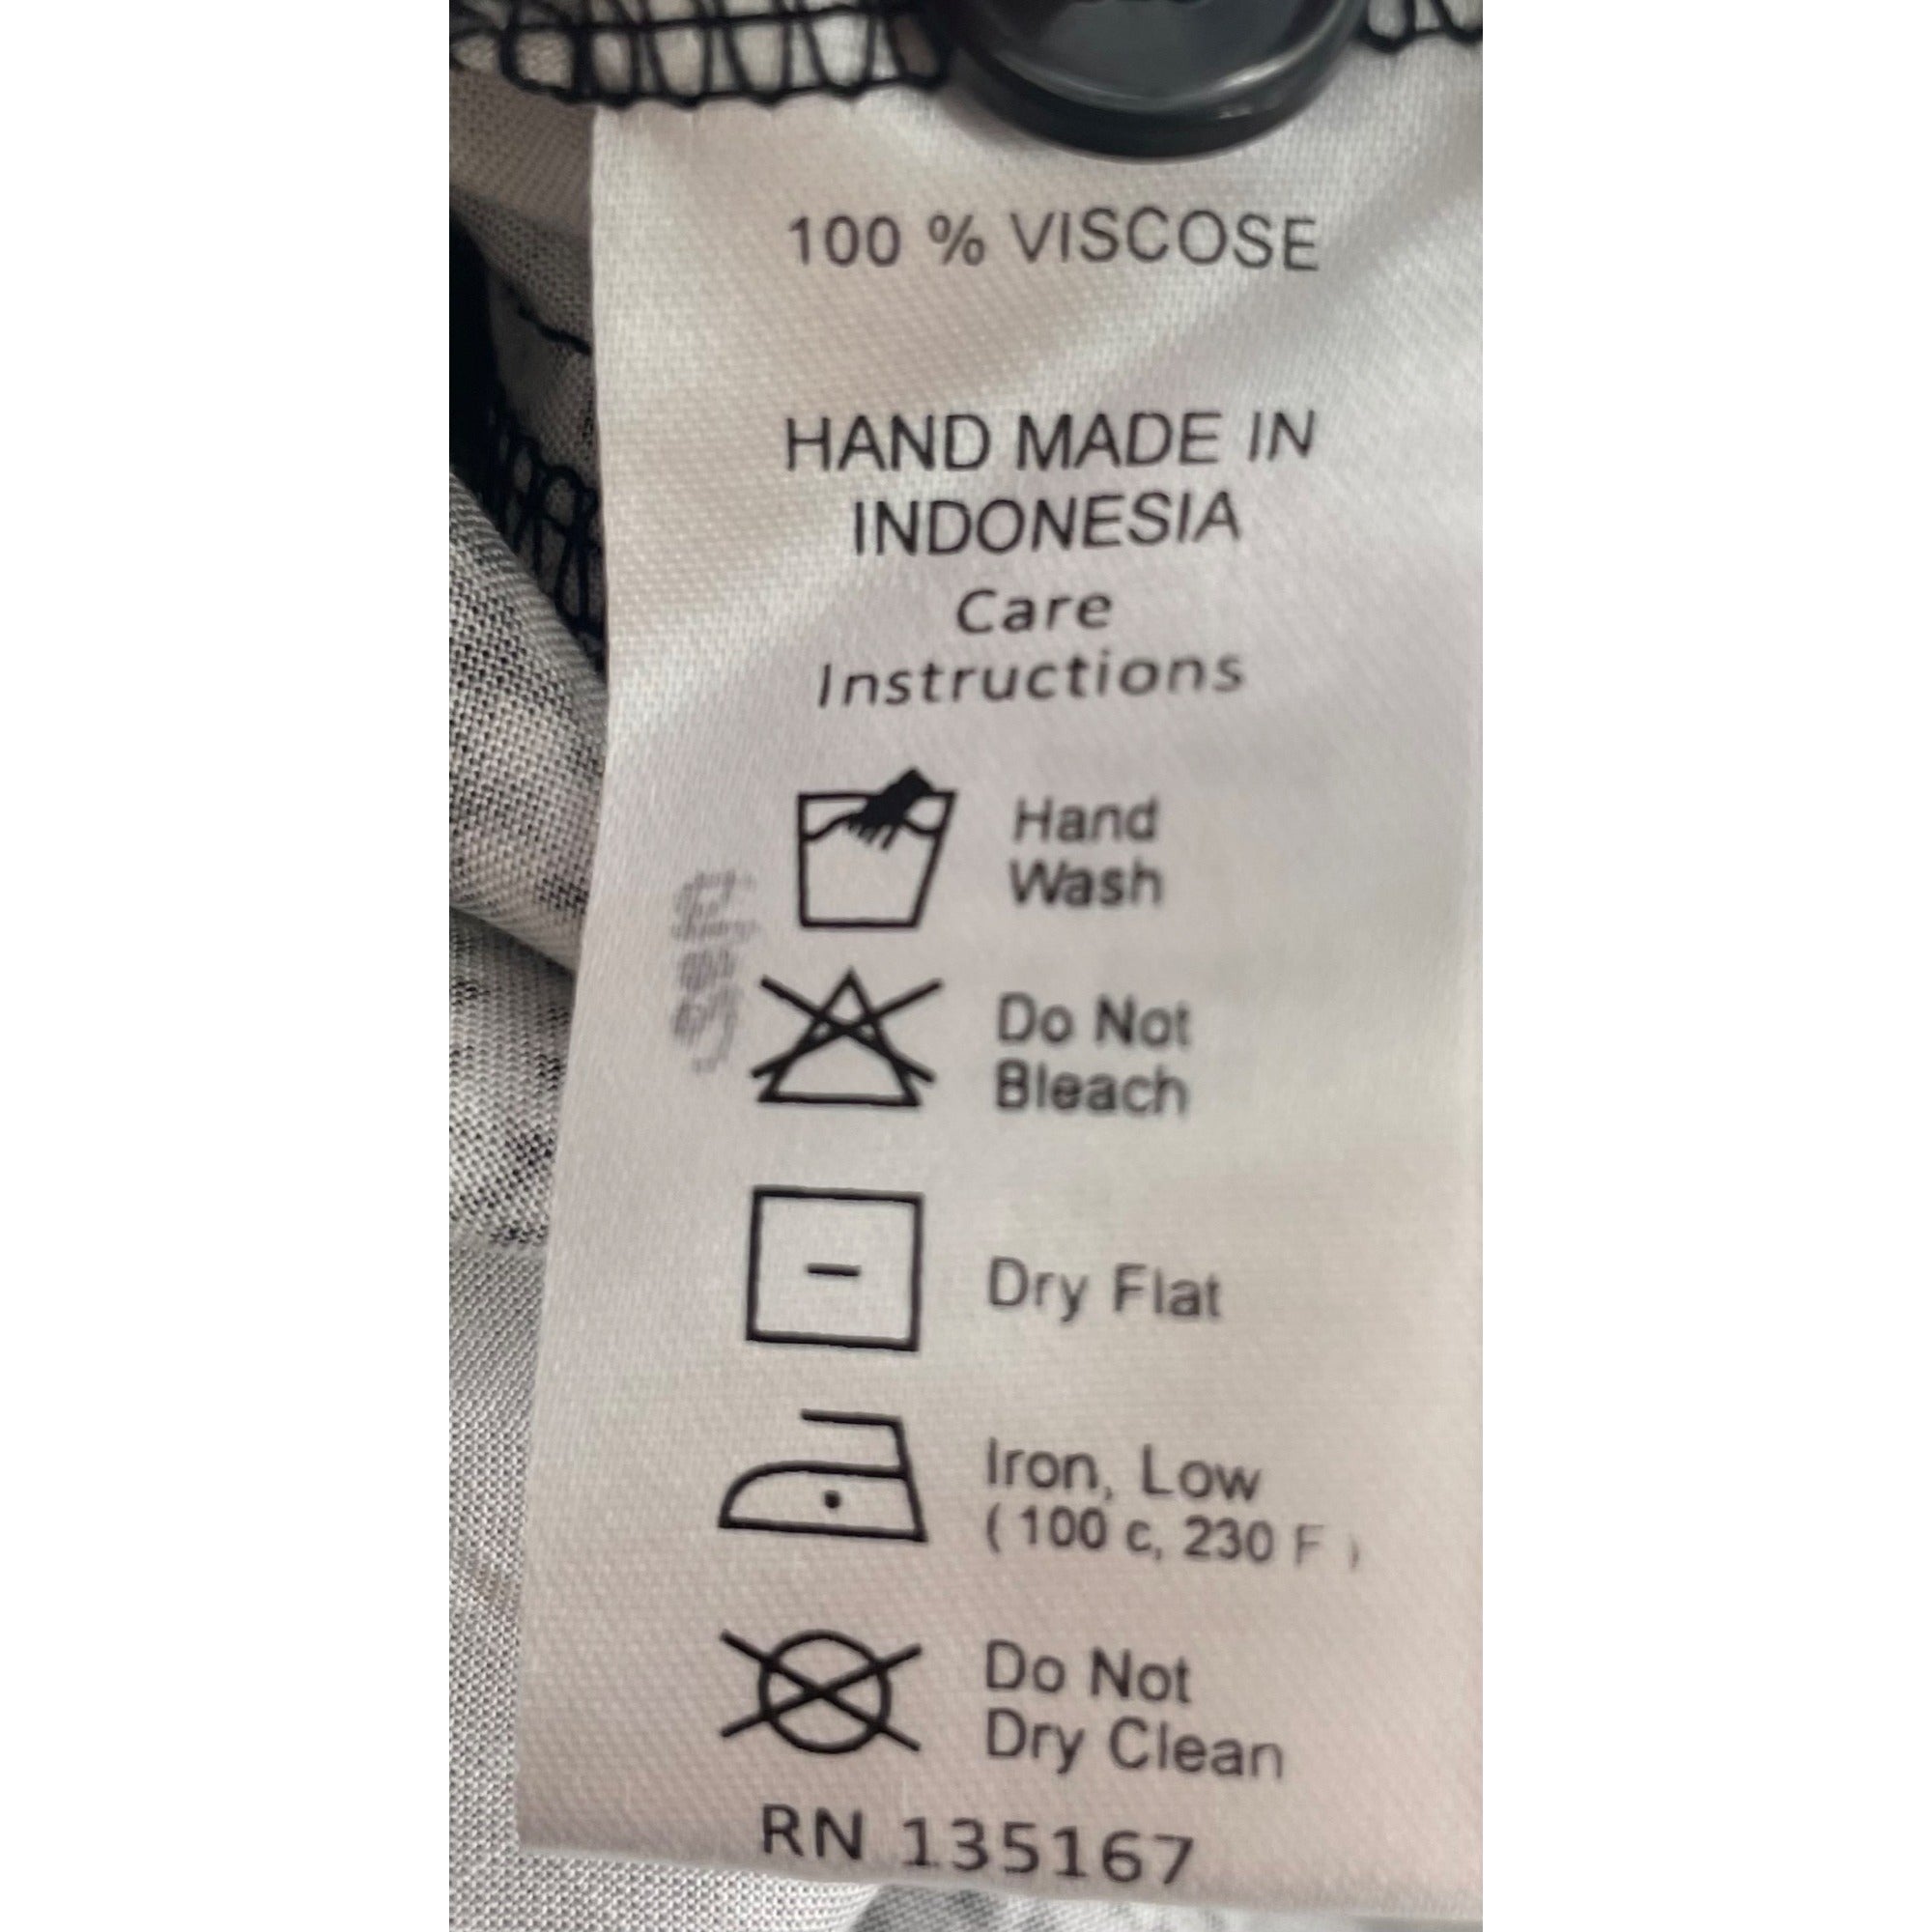 100 % VISCOSE
HAND MADE IN
INDONESIA
Care
Instructions
Hand
Wash
Do Not
Bleach
Dry Flat
Iron, Low
( 100 c, 230 F )
Do Not
Dry Clean
RN 135167